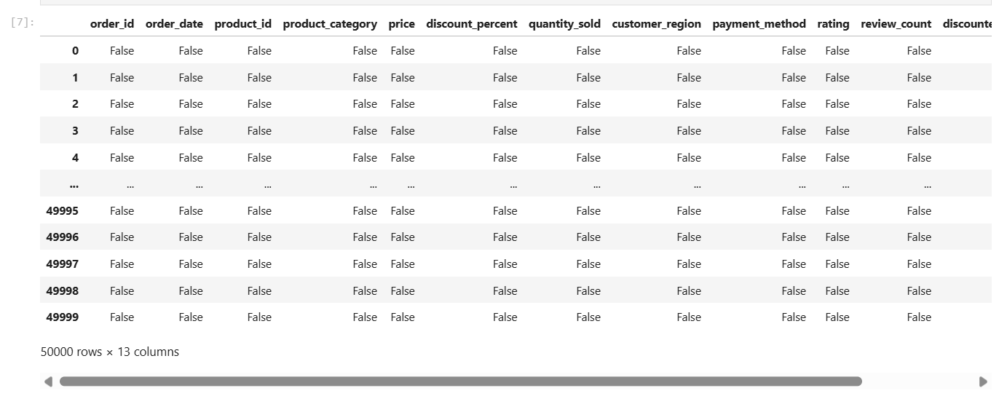 [7]:
order_id order_date product_id product_category price discount_percent quantity_sold customer_region payment_method rating review_count discounte
0 False False False False False False False False False False False
1 False False False False False False False False False False False
2 False False False False False False False False False False False
3 False False False False False False False False False False False
4 False False False False False False False False False False False
... ... ... ... ... ... ... ... ... ... ... ...
49995 False False False False False False False False False False False
49996 False False False False False False False False False False False
49997 False False False False False False False False False False False
49998 False False False False False False False False False False False
49999 False False False False False False False False False False False
50000 rows × 13 columns